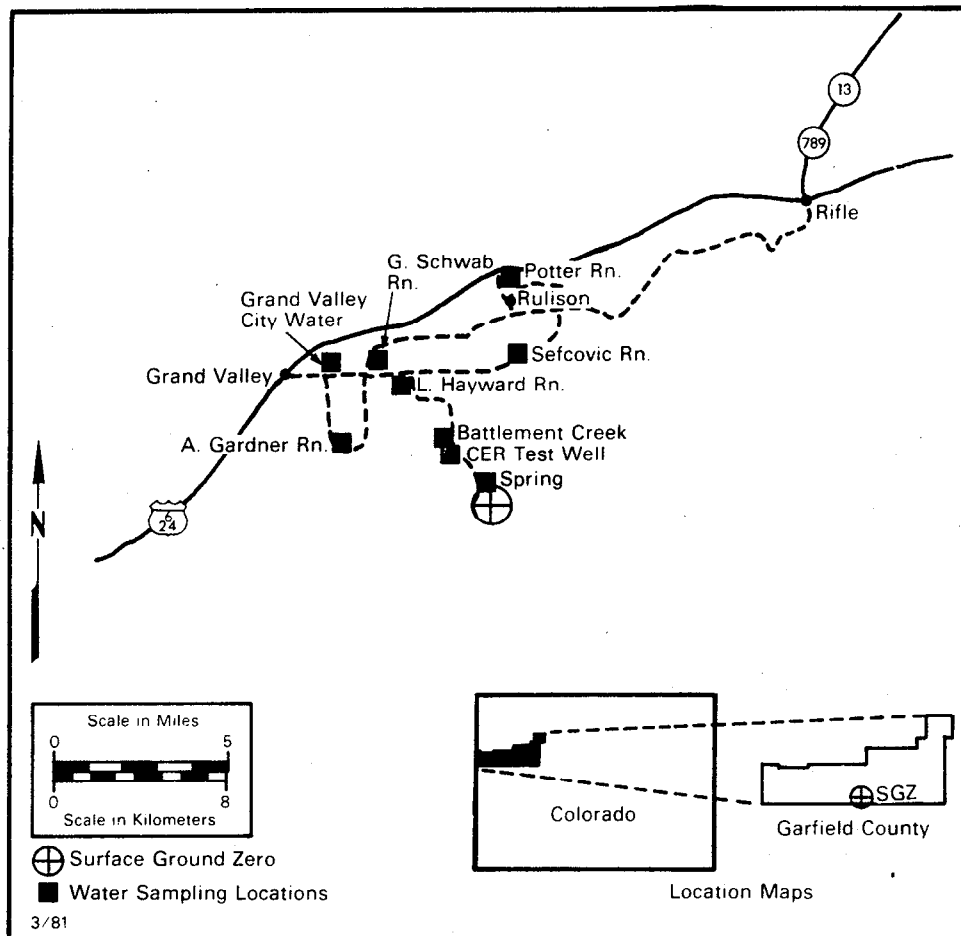 13
789
Rifle
G. Schwab
Rn.
Potter Rn.
Rulison
Grand Valley
City Water
Sefcovic Rn.
Grand Valley
L. Hayward Rn.
A. Gardner Rn.
Battlement Creek
CER Test Well
Spring
6
24
N
Scale in Miles
0 5
0 8
Scale in Kilometers
Colorado
SGZ
Garfield County
Surface Ground Zero
Water Sampling Locations
Location Maps
3/81